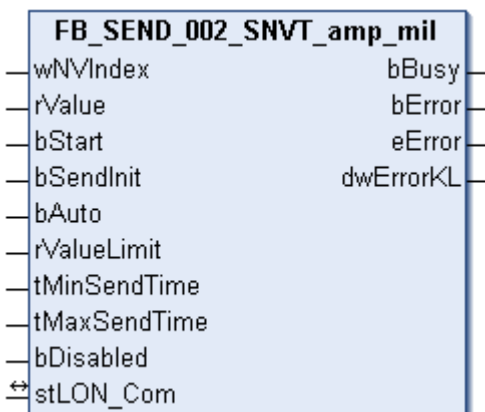 FB_SEND_002_SNVT_amp_mil
wNVIndex bBusy
rValue bError
bStart eError
bSendInit dwErrorKL
bAuto
rValueLimit
tMinSendTime
tMaxSendTime
bDisabled
stLON_Com